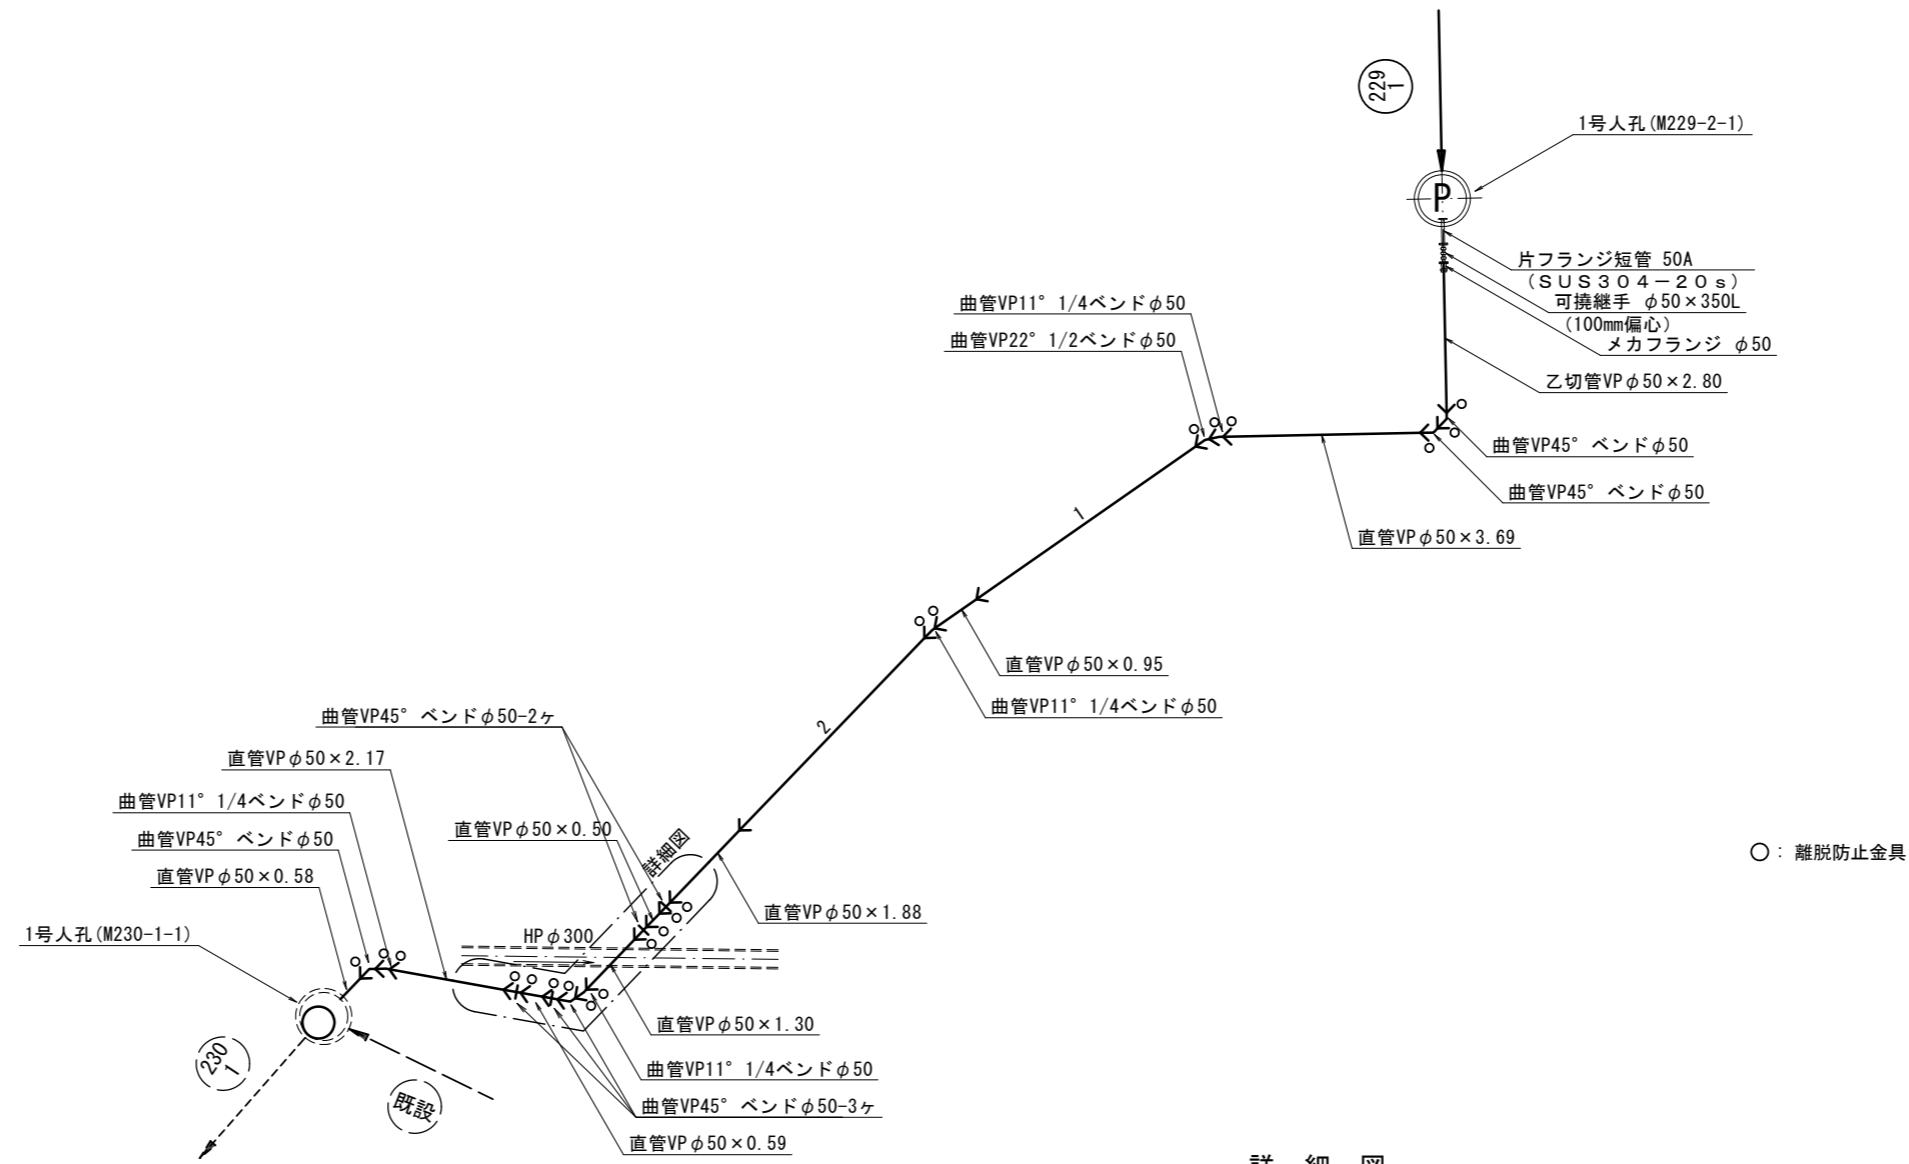 229
1
1号人孔(M229-2-1)
P
片フランジ短管 50A
(SUS304-20s)
可撓継手 φ50×350L
(100mm偏心)
メカフランジ φ50
乙切管VPφ50×2.80
曲管VP11° 1/4ベンドφ50
曲管VP22° 1/2ベンドφ50
曲管VP45° ベンドφ50
曲管VP45° ベンドφ50
直管VPφ50×3.69
1
直管VPφ50×0.95
曲管VP11° 1/4ベンドφ50
2
曲管VP45° ベンドφ50-2ヶ
直管VPφ50×2.17
曲管VP11° 1/4ベンドφ50
直管VPφ50×0.50
曲管VP45° ベンドφ50
詳細図
○: 離脱防止金具
直管VPφ50×0.58
直管VPφ50×1.88
1号人孔(M230-1-1)
HPφ300
直管VPφ50×1.30
230
1
曲管VP11° 1/4ベンドφ50
既設
曲管VP45° ベンドφ50-3ヶ
直管VPφ50×0.59
詳 細 図